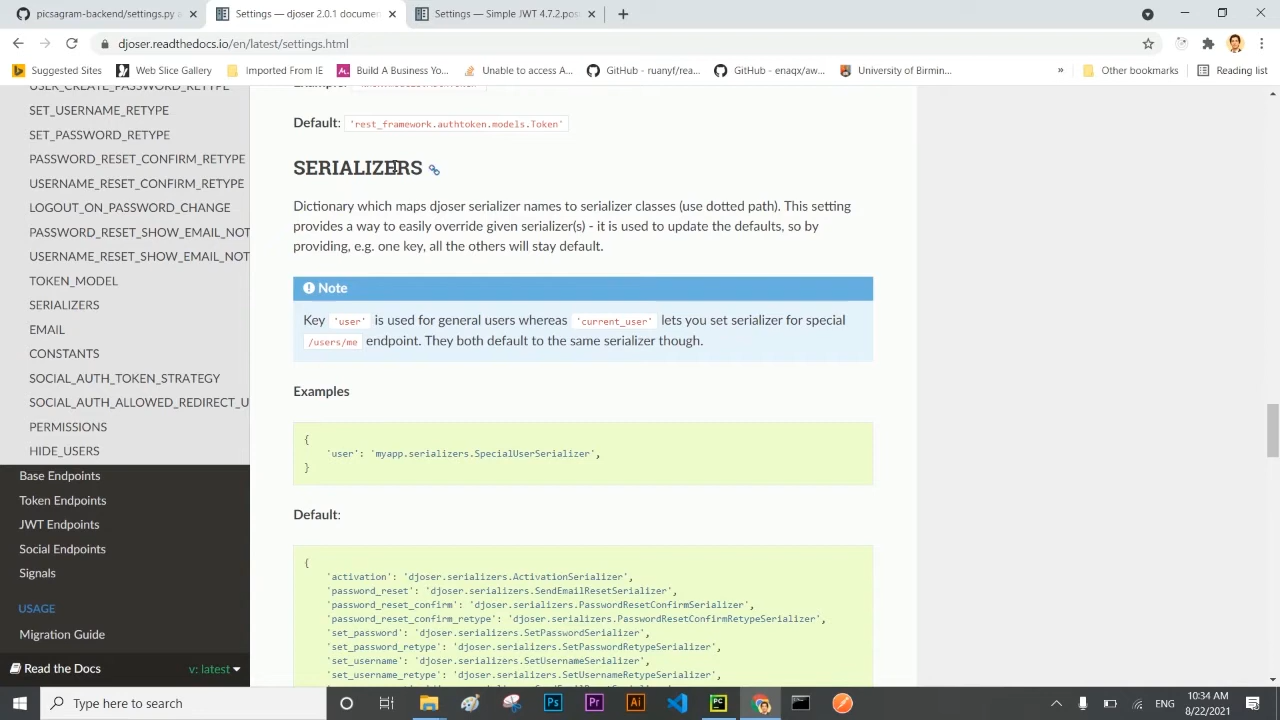 picsagram-backend/settings.py o
Settings — djoser 2.0.1 documen
Settings — Simple JWT 4.7.2.pos
djoser.readthedocs.io/en/latest/settings.html
Suggested Sites
Web Slice Gallery
Imported From IE
Build A Business Yo...
Unable to access A...
GitHub - ruanyf/rea...
GitHub - enaqx/aw...
University of Birmin...
»
Other bookmarks
Reading list
USER_CREATE_PASSWORD_RETYPE
SET_USERNAME_RETYPE
SET_PASSWORD_RETYPE
PASSWORD_RESET_CONFIRM_RETYPE
USERNAME_RESET_CONFIRM_RETYPE
LOGOUT_ON_PASSWORD_CHANGE
PASSWORD_RESET_SHOW_EMAIL_NOT
USERNAME_RESET_SHOW_EMAIL_NOT
TOKEN_MODEL
SERIALIZERS
EMAIL
CONSTANTS
SOCIAL_AUTH_TOKEN_STRATEGY
SOCIAL_AUTH_ALLOWED_REDIRECT_U
PERMISSIONS
HIDE_USERS
Base Endpoints
Token Endpoints
JWT Endpoints
Social Endpoints
Signals
USAGE
Migration Guide
Read the Docs v: latest
Example:
Default: 'rest_framework.authtoken.models.Token'
SERIALIZERS
Dictionary which maps djoser serializer names to serializer classes (use dotted path). This setting
provides a way to easily override given serializer(s) - it is used to update the defaults, so by
providing, e.g. one key, all the others will stay default.
Note
Key 'user' is used for general users whereas 'current_user' lets you set serializer for special
/users/me endpoint. They both default to the same serializer though.
Examples
{
'user': 'myapp.serializers.SpecialUserSerializer',
}
Default:
{
'activation': 'djoser.serializers.ActivationSerializer',
'password_reset': 'djoser.serializers.SendEmailResetSerializer',
'password_reset_confirm': 'djoser.serializers.PasswordResetConfirmSerializer',
'password_reset_confirm_retype': 'djoser.serializers.PasswordResetConfirmRetypeSerializer',
'set_password': 'djoser.serializers.SetPasswordSerializer',
'set_password_retype': 'djoser.serializers.SetPasswordRetypeSerializer',
'set_username': 'djoser.serializers.SetUsernameSerializer',
'set_username_retype': 'djoser.serializers.SetUsernameRetypeSerializer',
Type here to search
ENG
10:34 AM
8/22/2021